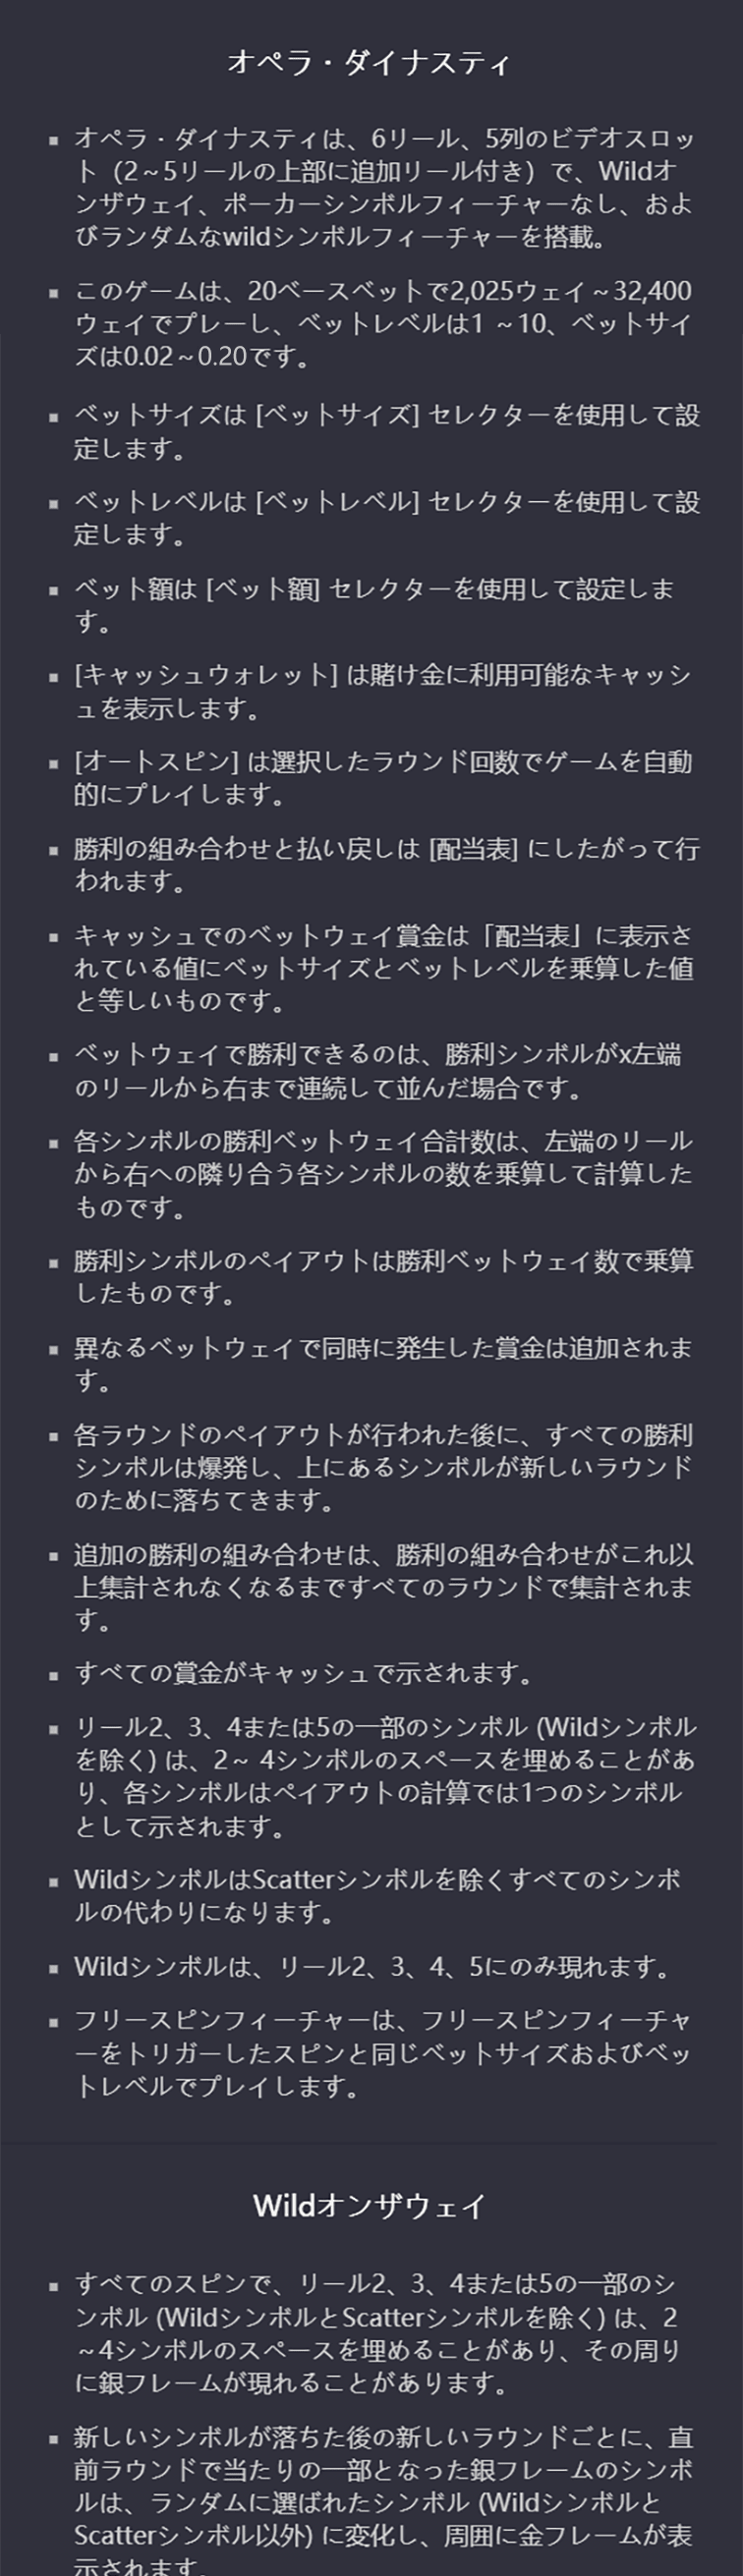 オペラ・ダイナスティ
▪ オペラ・ダイナスティは、6リール、5列のビデオスロッ
ト（2～5リールの上部に追加リール付き）で、Wildオ
ンザウェイ、ポーカーシンボルフィーチャーなし、およ
びランダムなwildシンボルフィーチャーを搭載。
▪ このゲームは、20ベースベットで2,025ウェイ～32,400
ウェイでプレーし、ベットレベルは1 ～10、ベットサイ
ズは0.02～0.20です。
▪ ベットサイズは [ベットサイズ] セレクターを使用して設
定します。
▪ ベットレベルは [ベットレベル] セレクターを使用して設
定します。
▪ ベット額は [ベット額] セレクターを使用して設定しま
す。
▪ [キャッシュウォレット] は賭け金に利用可能なキャッシ
ュを表示します。
▪ [オートスピン] は選択したラウンド回数でゲームを自動
的にプレイします。
▪ 勝利の組み合わせと払い戻しは [配当表] にしたがって行
われます。
▪ キャッシュでのベットウェイ賞金は「配当表」に表示さ
れている値にベットサイズとベットレベルを乗算した値
と等しいものです。
▪ ベットウェイで勝利できるのは、勝利シンボルがx左端
のリールから右まで連続して並んだ場合です。
▪ 各シンボルの勝利ベットウェイ合計数は、左端のリール
から右への隣り合う各シンボルの数を乗算して計算した
ものです。
▪ 勝利シンボルのペイアウトは勝利ベットウェイ数で乗算
したものです。
▪ 異なるベットウェイで同時に発生した賞金は追加されま
す。
▪ 各ラウンドのペイアウトが行われた後に、すべての勝利
シンボルは爆発し、上にあるシンボルが新しいラウンド
のために落ちてきます。
▪ 追加の勝利の組み合わせは、勝利の組み合わせがこれ以
上集計されなくなるまですべてのラウンドで集計されま
す。
▪ すべての賞金がキャッシュで示されます。
▪ リール2、3、4または5の一部のシンボル (Wildシンボル
を除く) は、2～ 4シンボルのスペースを埋めることがあ
り、各シンボルはペイアウトの計算では1つのシンボル
として示されます。
▪ WildシンボルはScatterシンボルを除くすべてのシンボ
ルの代わりになります。
▪ Wildシンボルは、リール2、3、4、5にのみ現れます。
▪ フリースピンフィーチャーは、フリースピンフィーチャ
ーをトリガーしたスピンと同じベットサイズおよびベッ
トレベルでプレイします。
Wildオンザウェイ
▪ すべてのスピンで、リール2、3、4または5の一部のシ
ンボル (WildシンボルとScatterシンボルを除く) は、2
～4シンボルのスペースを埋めることがあり、その周り
に銀フレームが現れることがあります。
▪ 新しいシンボルが落ちた後の新しいラウンドごとに、直
前ラウンドで当たりの一部となった銀フレームのシンボ
ルは、ランダムに選ばれたシンボル (Wildシンボルと
Scatterシンボル以外) に変化し、周囲に金フレームが表
示されます。